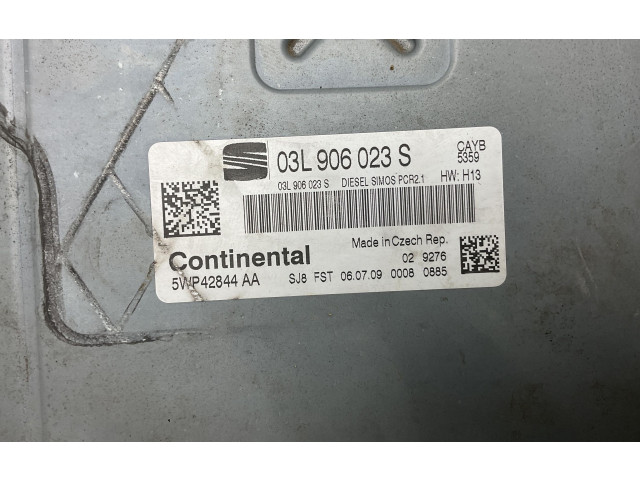 03L 906 023 S
CAYB
5359
03L 906 023 S DIESEL SIMOS PCR2.1 HW: H13
Continental
Made in Czech Rep.
02 9276
5WP42844 AA SJ8 FST 06.07.09 0008 0885